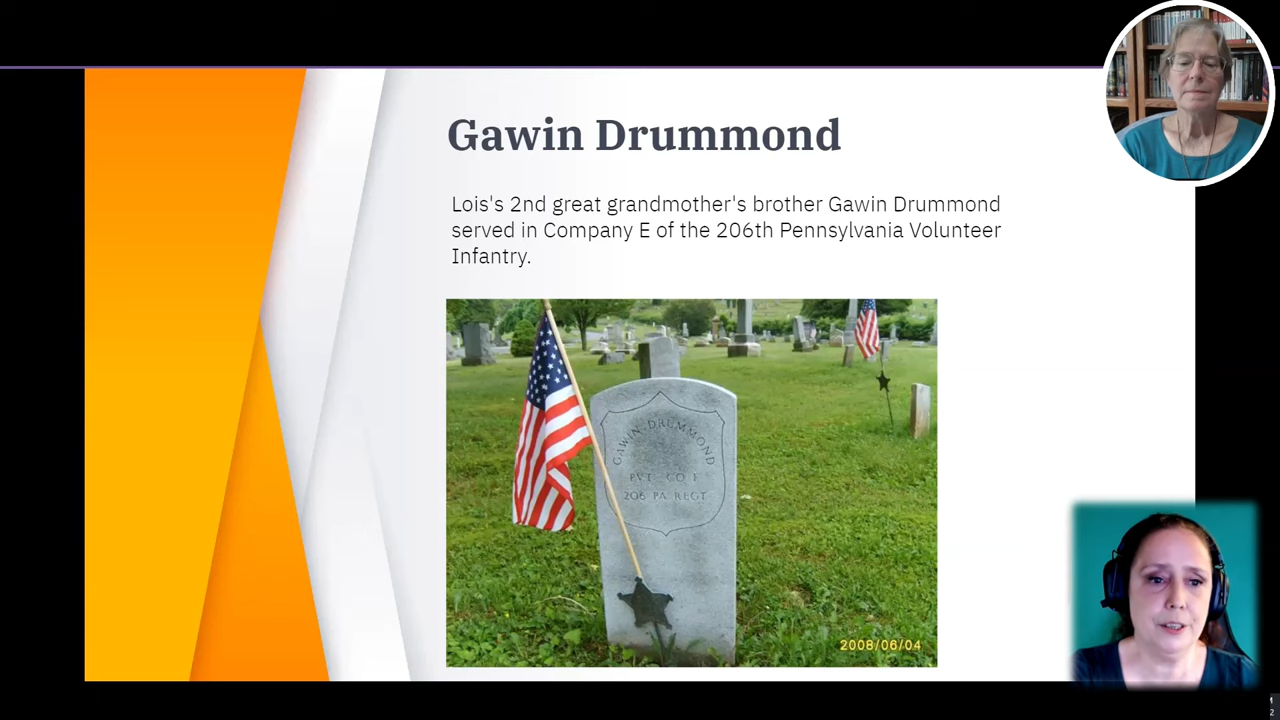 Gawin Drummond
Lois's 2nd great grandmother's brother Gawin Drummond
served in Company E of the 206th Pennsylvania Volunteer
Infantry.
GAWIN DRUMMOND
PVT CO
206 PA REGT
2008/06/04